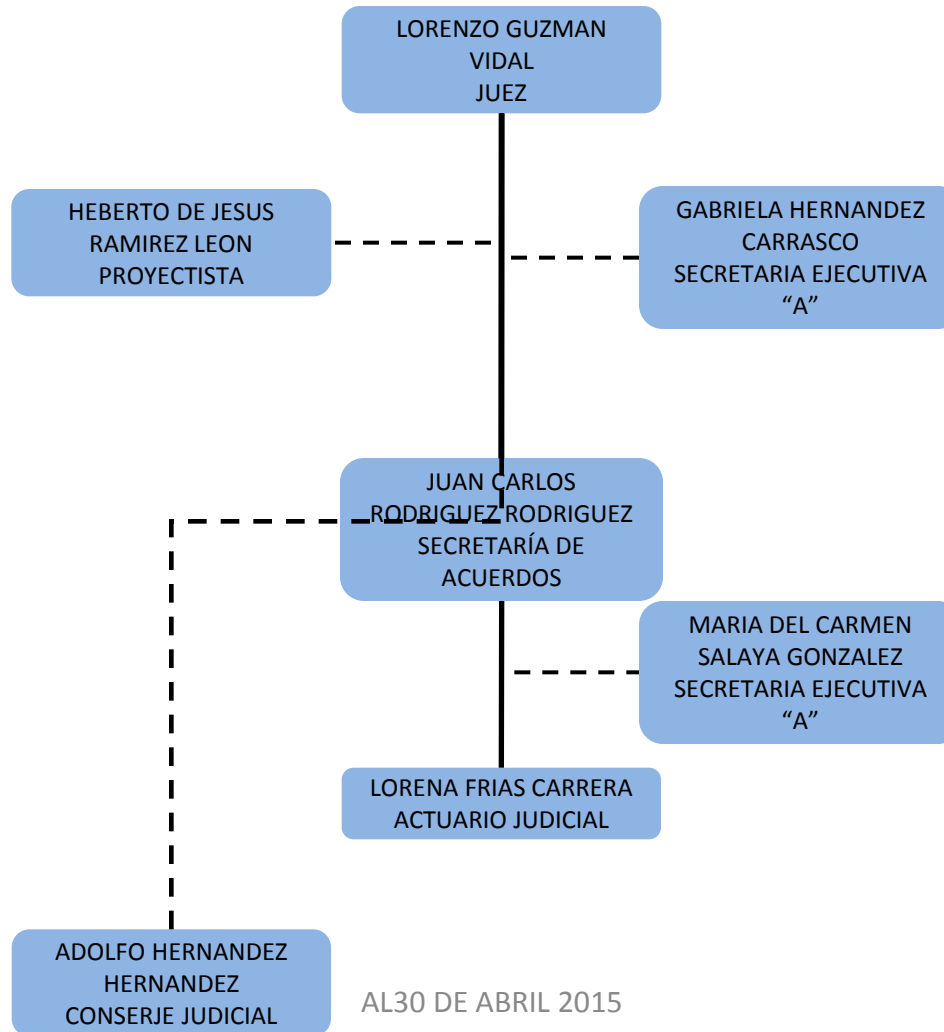 LORENZO GUZMAN
VIDAL
JUEZ
HEBERTO DE JESUS
RAMIREZ LEON
PROYECTISTA
GABRIELA HERNANDEZ
CARRASCO
SECRETARIA EJECUTIVA
“A”
JUAN CARLOS
RODRIGUEZ RODRIGUEZ
SECRETARÍA DE
ACUERDOS
MARIA DEL CARMEN
SALAYA GONZALEZ
SECRETARIA EJECUTIVA
“A”
LORENA FRIAS CARRERA
ACTUARIO JUDICIAL
ADOLFO HERNANDEZ
HERNANDEZ
CONSERJE JUDICIAL
AL30 DE ABRIL 2015